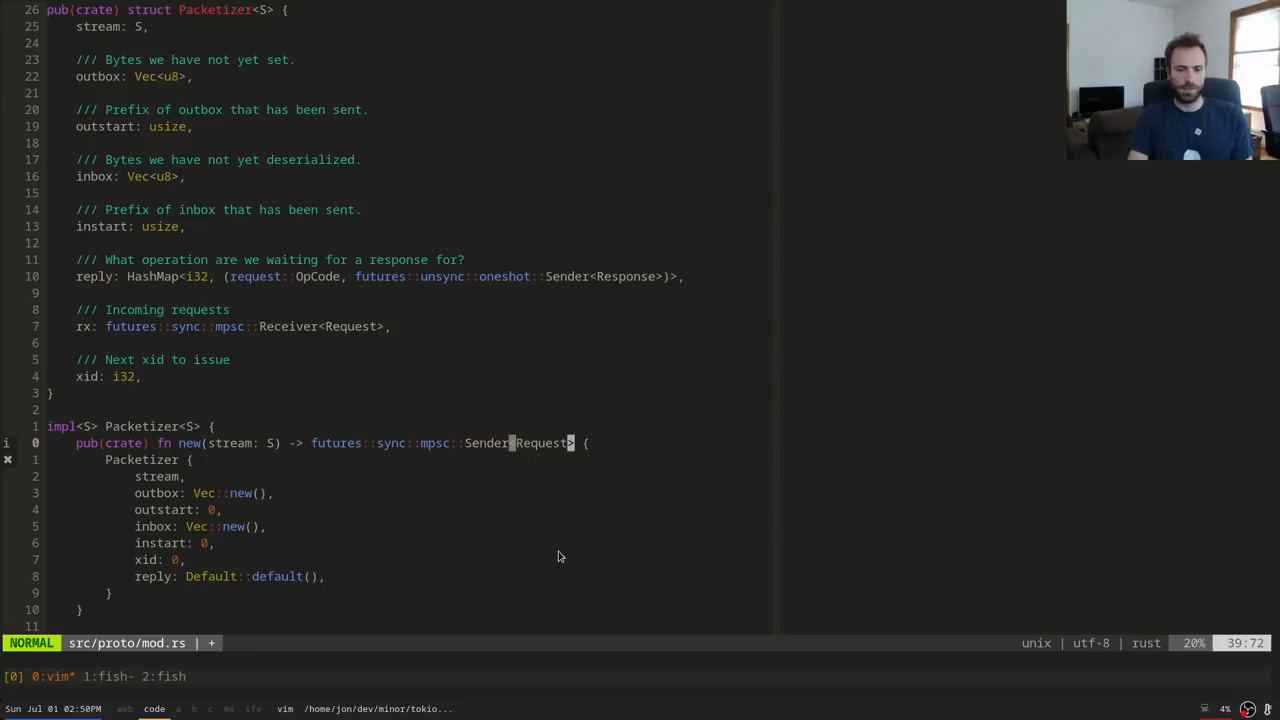 26 pub(crate) struct Packetizer<S> {
25     stream: S,
24
23     /// Bytes we have not yet set.
22     outbox: Vec<u8>,
21
20     /// Prefix of outbox that has been sent.
19     outstart: usize,
18
17     /// Bytes we have not yet deserialized.
16     inbox: Vec<u8>,
15
14     /// Prefix of inbox that has been sent.
13     instart: usize,
12
11     /// What operation are we waiting for a response for?
10     reply: HashMap<i32, (request::OpCode, futures::unsync::oneshot::Sender<Response>)>,
9
8     /// Incoming requests
7     rx: futures::sync::mpsc::Receiver<Request>,
6
5     /// Next xid to issue
4     xid: i32,
3 }
2
1 impl<S> Packetizer<S> {
i 0     pub(crate) fn new(stream: S) -> futures::sync::mpsc::Sender<Request> {
✖ 1         Packetizer {
2             stream,
3             outbox: Vec::new(),
4             outstart: 0,
5             inbox: Vec::new(),
6             instart: 0,
7             xid: 0,
8             reply: Default::default(),
9         }
10     }
11
NORMAL src/proto/mod.rs | + unix | utf-8 | rust 20% 39:72
[0] 0:vim* 1:fish- 2:fish
Sun Jul 01 02:50PM web code a b c mx sfx vim /home/jon/dev/minor/tokio... 4%